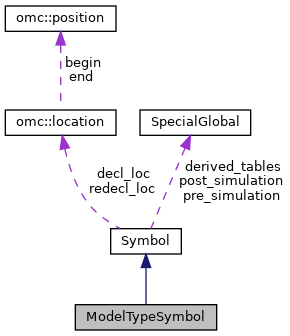 omc::position
begin
end
omc::location
SpecialGlobal
decl_loc
redecl_loc
derived_tables
post_simulation
pre_simulation
Symbol
ModelTypeSymbol